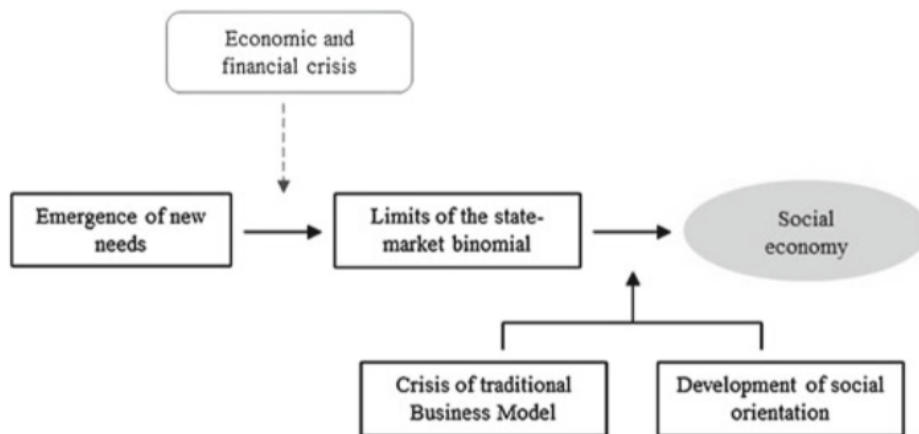 Economic and
financial crisis
Emergence of new
needs
Limits of the state-
market binomial
Social
economy
Crisis of traditional
Business Model
Development of social
orientation